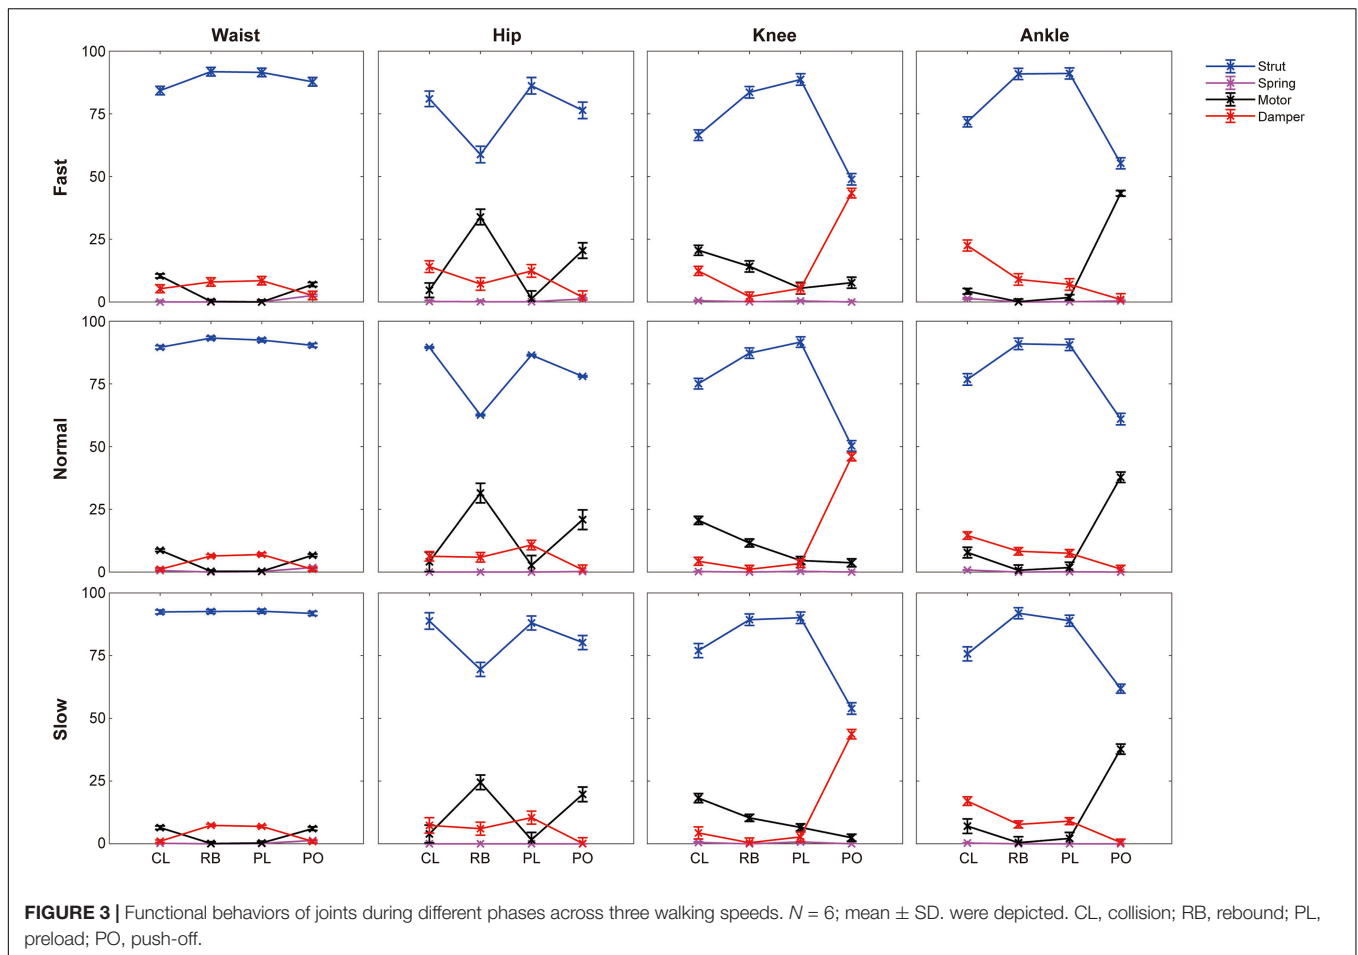 Waist Hip Knee Ankle
Fast
100
75
50
25
0
Strut
Spring
Motor
Damper
Normal
100
75
50
25
0
Slow
100
75
50
25
0
CL RB PL PO CL RB PL PO CL RB PL PO CL RB PL PO
FIGURE 3 | Functional behaviors of joints during different phases across three walking speeds. N = 6; mean ± SD. were depicted. CL, collision; RB, rebound; PL,
preload; PO, push-off.